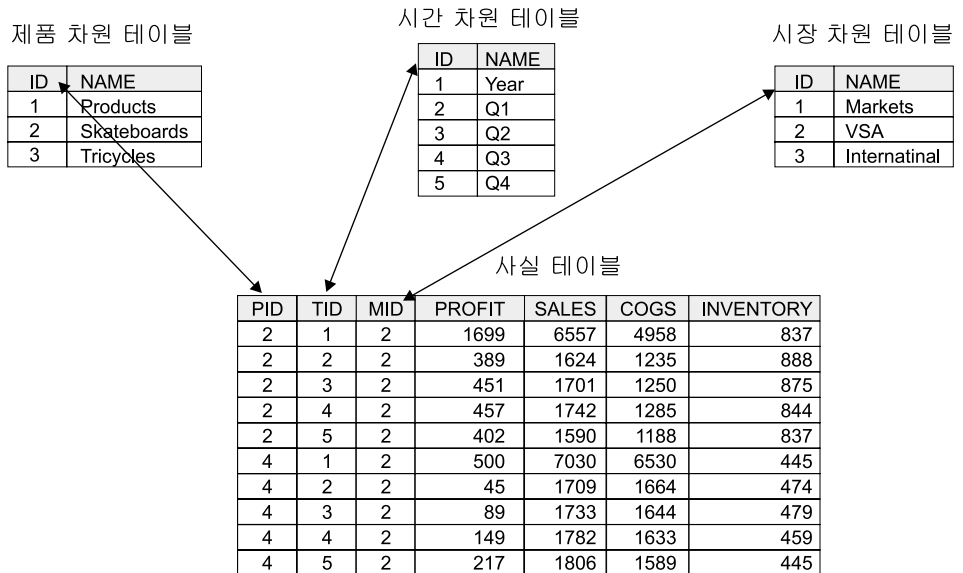 제품 차원 테이블
ID NAME
1 Products
2 Skateboards
3 Tricycles
시간 차원 테이블
ID NAME
1 Year
2 Q1
3 Q2
4 Q3
5 Q4
시장 차원 테이블
ID NAME
1 Markets
2 VSA
3 Internatinal
사실 테이블
PID TID MID PROFIT SALES COGS INVENTORY
2 1 2 1699 6557 4958 837
2 2 2 389 1624 1235 888
2 3 2 451 1701 1250 875
2 4 2 457 1742 1285 844
2 5 2 402 1590 1188 837
4 1 2 500 7030 6530 445
4 2 2 45 1709 1664 474
4 3 2 89 1733 1644 479
4 4 2 149 1782 1633 459
4 5 2 217 1806 1589 445